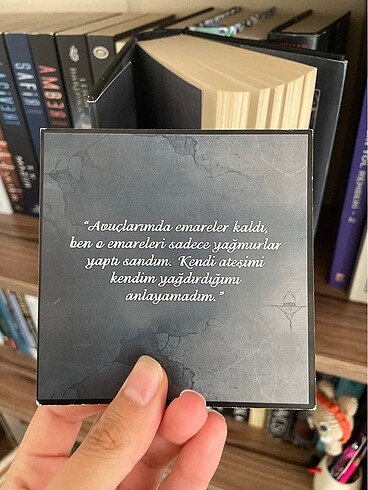 SAFİR
AMBER
"Avuçlarımda emareler kaldı,
ben o emareleri sadece yağmurlar
yaptı sandım. Kendi ateşimi
kendim yağdırdığımı
anlayamadım."